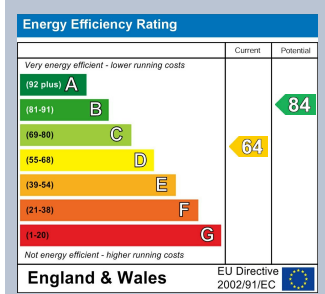 Energy Efficiency Rating
Current Potential
Very energy efficient - lower running costs
(92 plus) A
(81-91) B
84
(69-80) C
64
(55-68) D
(39-54) E
(21-38) F
(1-20) G
Not energy efficient - higher running costs
England & Wales
EU Directive
2002/91/EC